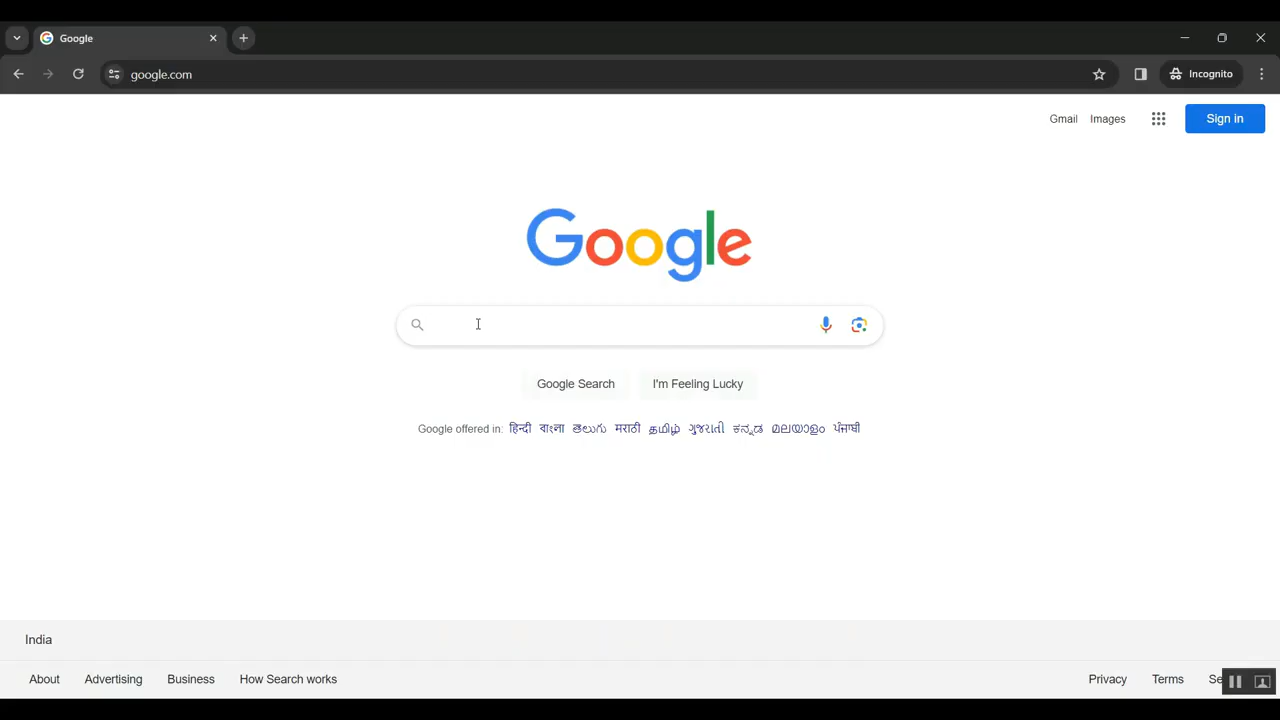 Google
google.com
Incognito
Gmail Images Sign in
Google
Google Search I'm Feeling Lucky
Google offered in: हिन्दी বাংলা తెలుగు मराठी தமிழ் ગુજરાતી ಕನ್ನಡ മലയാളം ਪੰਜਾਬੀ
India
About Advertising Business How Search works Privacy Terms Se